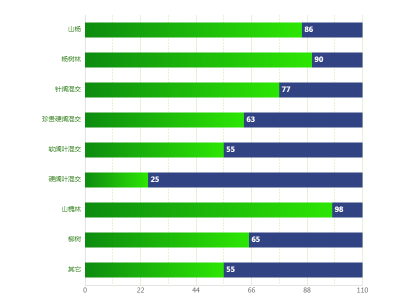 山杨 86
杨树林 90
针阔混交 77
珍贵硬阔混交 63
软阔叶混交 55
硬阔叶混交 25
山槐林 98
柳树 65
其它 55
0 22 44 66 88 110